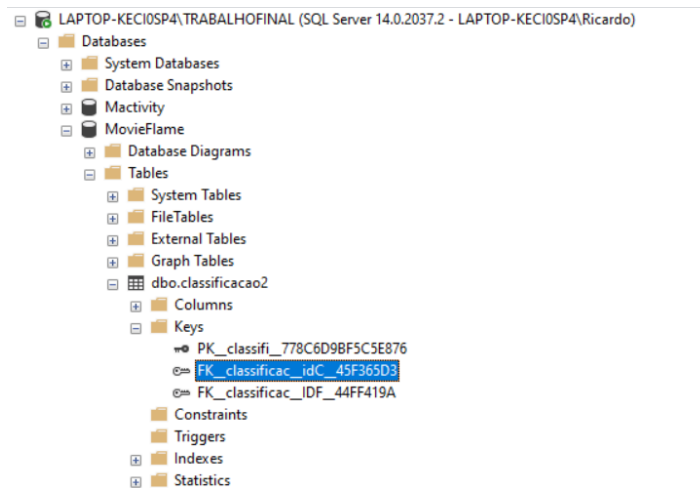 LAPTOP-KECI0SP4\TRABALHOFINAL (SQL Server 14.0.2037.2 - LAPTOP-KECI0SP4\Ricardo)
Databases
System Databases
Database Snapshots
Mactivity
MovieFlame
Database Diagrams
Tables
System Tables
FileTables
External Tables
Graph Tables
dbo.classificacao2
Columns
Keys
PK__classifi__778C6D9BF5C5E876
FK__classificac__idC__45F365D3
FK__classificac__IDF__44FF419A
Constraints
Triggers
Indexes
Statistics